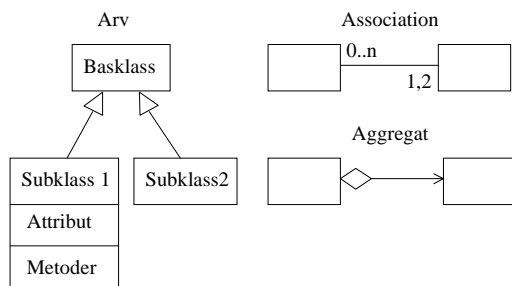 Arv
Basklass
Subklass 1
Attribut
Metoder
Subklass2
Association
0..n
1,2
Aggregat